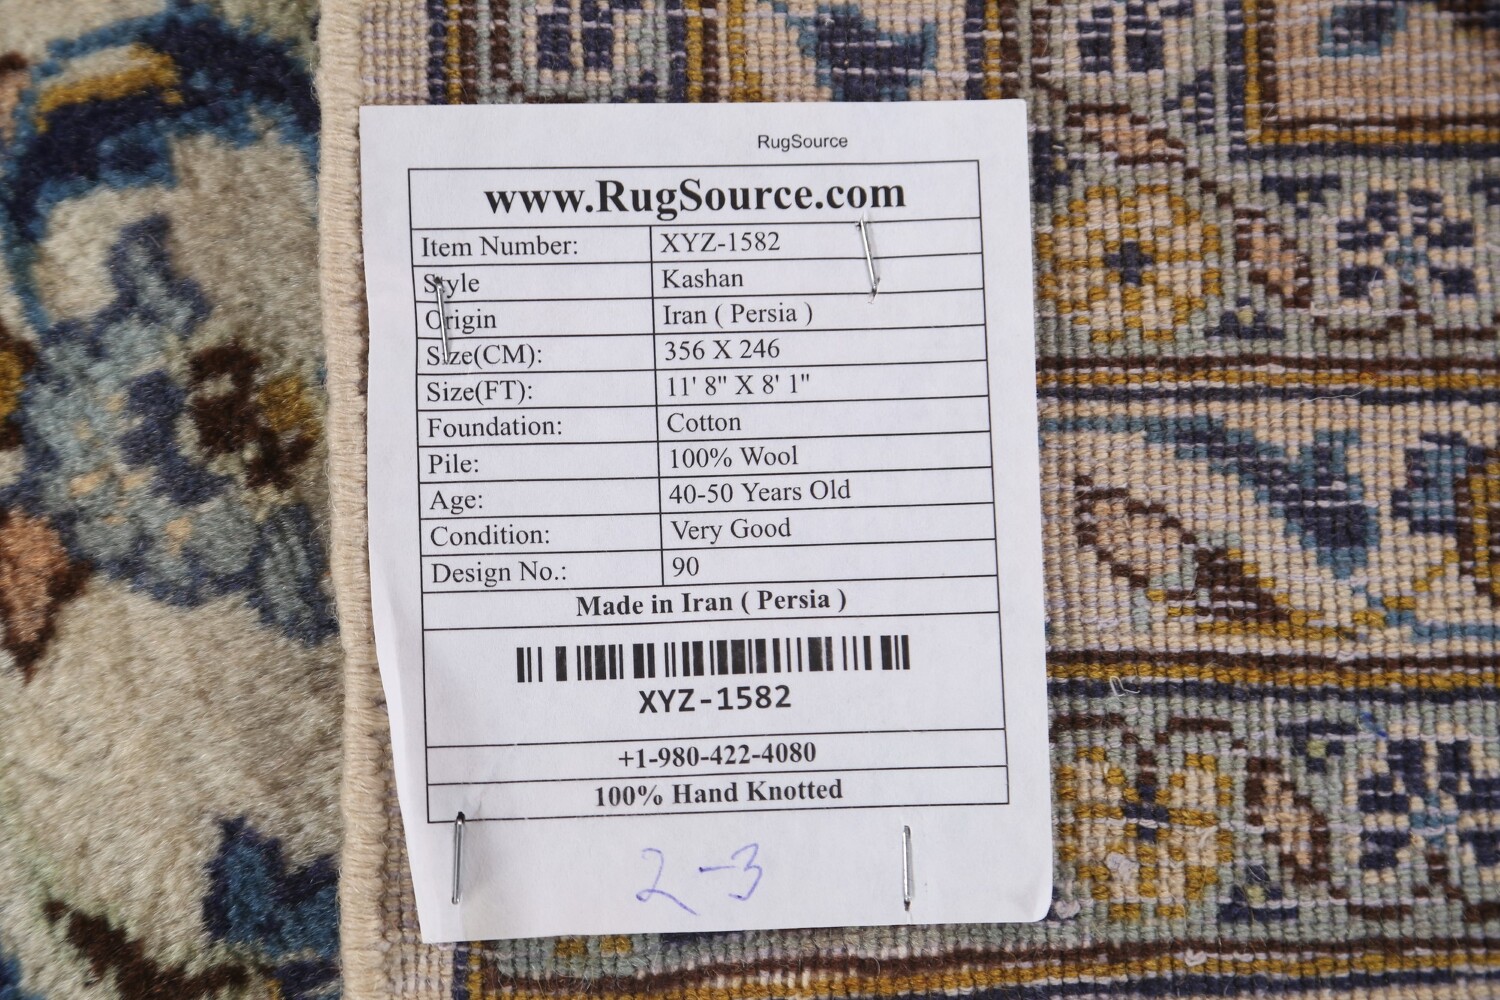 RugSource
www.RugSource.com
Item Number: XYZ-1582
Style Kashan
Origin Iran ( Persia )
Size(CM): 356 X 246
Size(FT): 11' 8" X 8' 1"
Foundation: Cotton
Pile: 100% Wool
Age: 40-50 Years Old
Condition: Very Good
Design No.: 90
Made in Iran ( Persia )
XYZ-1582
+1-980-422-4080
100% Hand Knotted
2-3